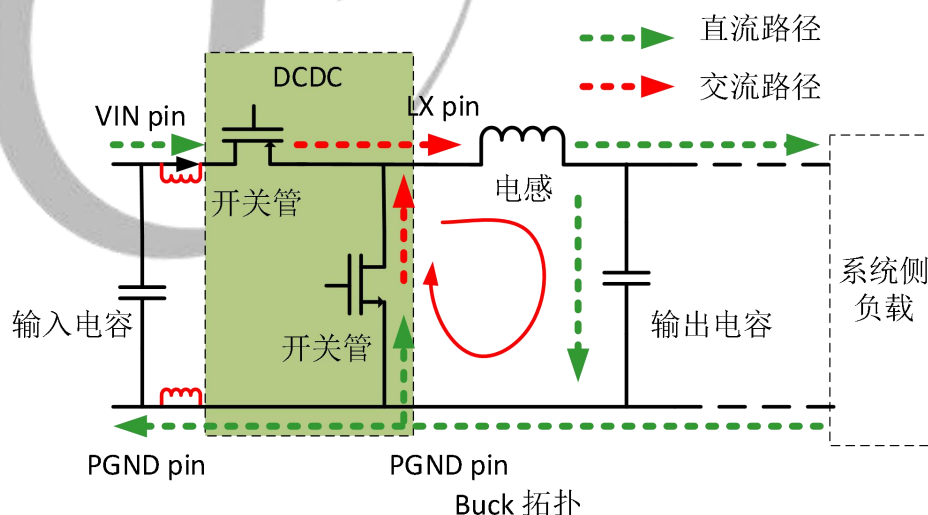 直流路径
交流路径
DCDC
VIN pin
LX pin
开关管
电感
输入电容
开关管
输出电容
系统侧
负载
PGND pin
PGND pin
Buck 拓扑